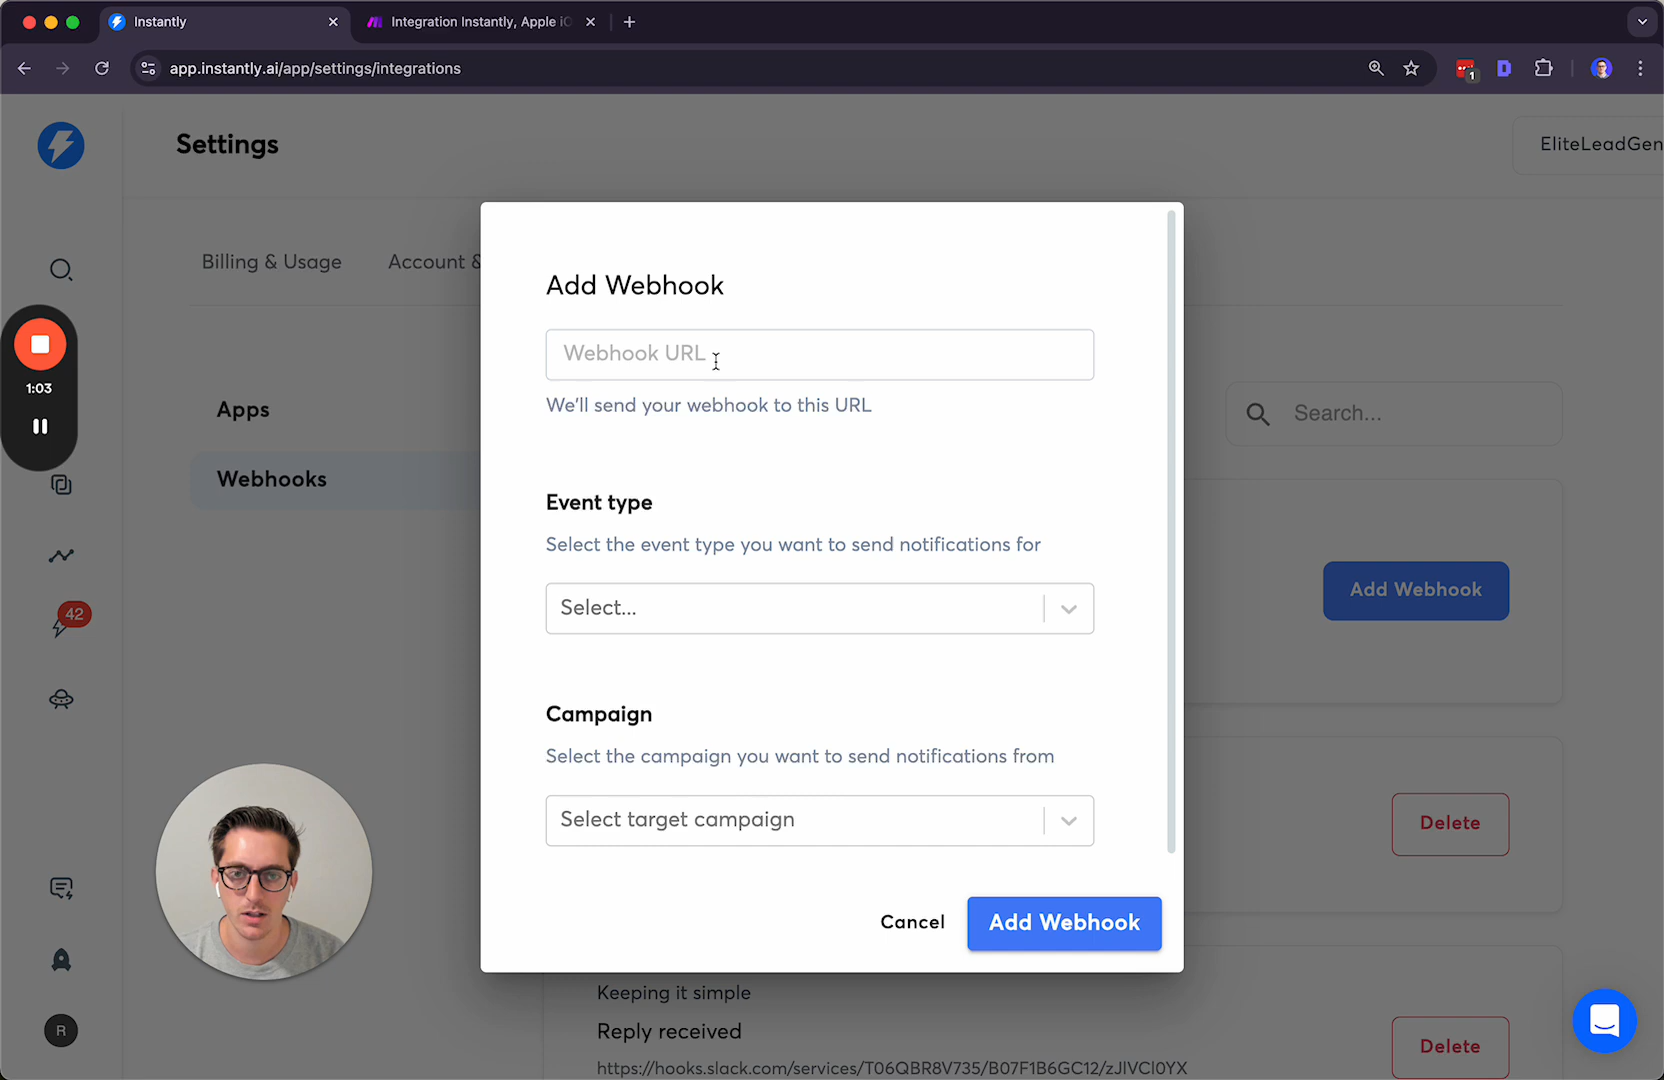 Instantly
Integration Instantly, Apple iO
app.instantly.ai/app/settings/integrations
1
Settings
EliteLeadGen
Billing & Usage
Account &
1:03
Apps
Webhooks
42
R
Search...
Add Webhook
Add Webhook
Webhook URL
We'll send your webhook to this URL
Event type
Select the event type you want to send notifications for
Select...
Campaign
Select the campaign you want to send notifications from
Select target campaign
Cancel
Add Webhook
Delete
Keeping it simple
Reply received
https://hooks.slack.com/services/T06QBR8V735/B07F1B6GC12/zJlVCl0YX
Delete